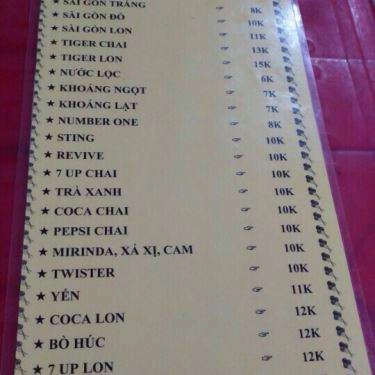 ★ SÀI GÒN TRẮNG ☞ 8K
★ SÀI GÒN ĐỎ ☞ 10K
★ SÀI GÒN LON ☞ 11K
★ TIGER CHAI ☞ 13K
★ TIGER LON ☞ 15K
★ NƯỚC LỌC ☞ 6K
★ KHOÁNG NGỌT ☞ 7K
★ KHOÁNG LẠT ☞ 7K
★ NUMBER ONE ☞ 8K
★ STING ☞ 10K
★ REVIVE ☞ 10K
★ 7 UP CHAI ☞ 10K
★ TRÀ XANH ☞ 10K
★ COCA CHAI ☞ 10K
★ PEPSI CHAI ☞ 10K
★ MIRINDA, XÁ XỊ, CAM ☞ 10K
★ TWISTER ☞ 10K
★ YẾN ☞ 11K
★ COCA LON ☞ 12K
★ BÒ HÚC ☞ 12K
★ 7 UP LON ☞ 12K